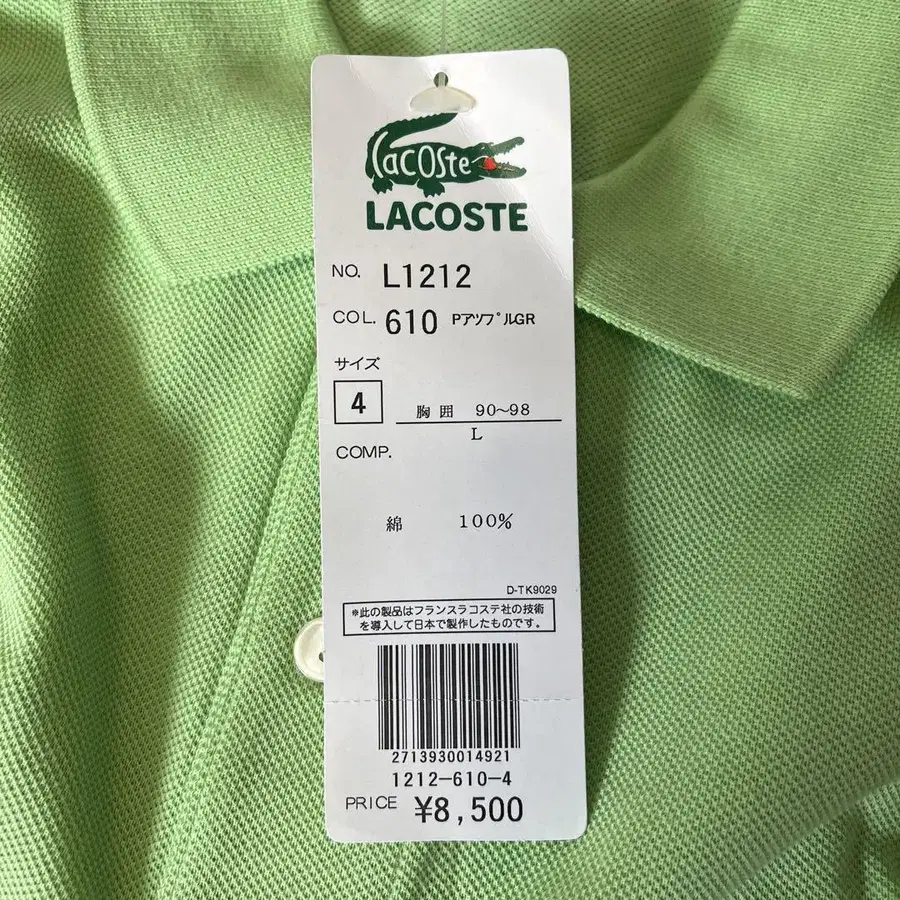 lacoste
LACOSTE
NO. L1212
COL. 610 PアソプルGR
サイズ
4 胸囲 90～98
L
COMP.
綿 100%
D-TK9029
※此の製品はフランスラコステ社の技術
を導入して日本で製作したものです。
2713930014921
1212-610-4
PRICE ¥8,500